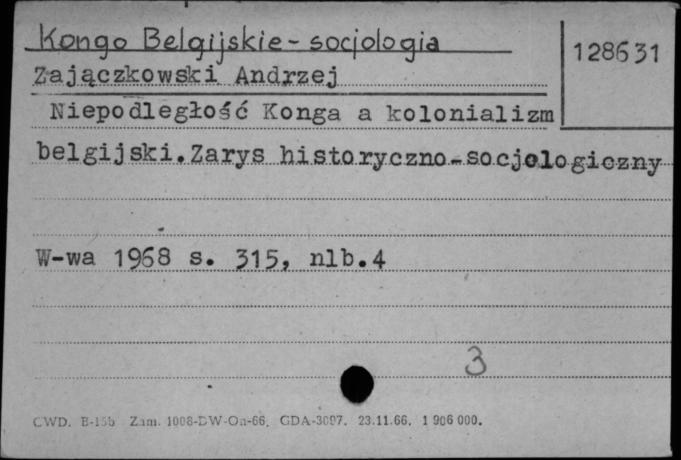 Kongo Belgijskie - socjologia
128631
Zajączkowski Andrzej
Niepodległość Konga a kolonializm
belgijski.Zarys historyczno-socjologiczny
W-wa 1968 s. 315, nlb.4
3
CWD. B-15b Zam. 1008-DW-On-66. GDA-3097. 23.11.66. 1 906 000.